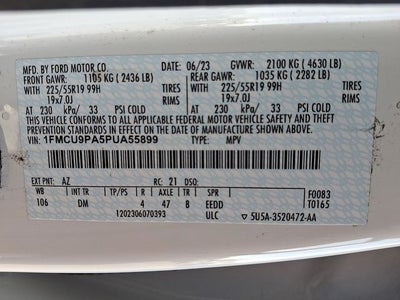 MFD. BY FORD MOTOR CO. 06/23 GVWR: 2100 KG (4630 LB)
FRONT GAWR: 1105 KG (2436 LB) REAR GAWR: 1035 KG (2282 LB)
WITH 225/55R19 99H TIRES WITH 225/55R19 99H TIRES
19x7.0J RIMS 19x7.0J RIMS
AT 230 kPa/ 33 PSI COLD AT 230 kPa/ 33 PSI COLD
THIS VEHICLE CONFORMS TO ALL APPLICABLE FEDERAL MOTOR VEHICLE
SAFETY, BUMPER AND THEFT PREVENTION STANDARDS IN EFFECT ON THE DATE OF MANUFACTURE SHOWN ABOVE.
VIN: 1FMCU9PA5PUA55899 TYPE: MPV
EXT PNT: AZ RC: 21 DSO:
WB INT TR TP/PS R AXLE TR SPR F0083
106 DM 4 47 8 EEDD T0165
1202306070393 ULC 5U5A-3520472-AA